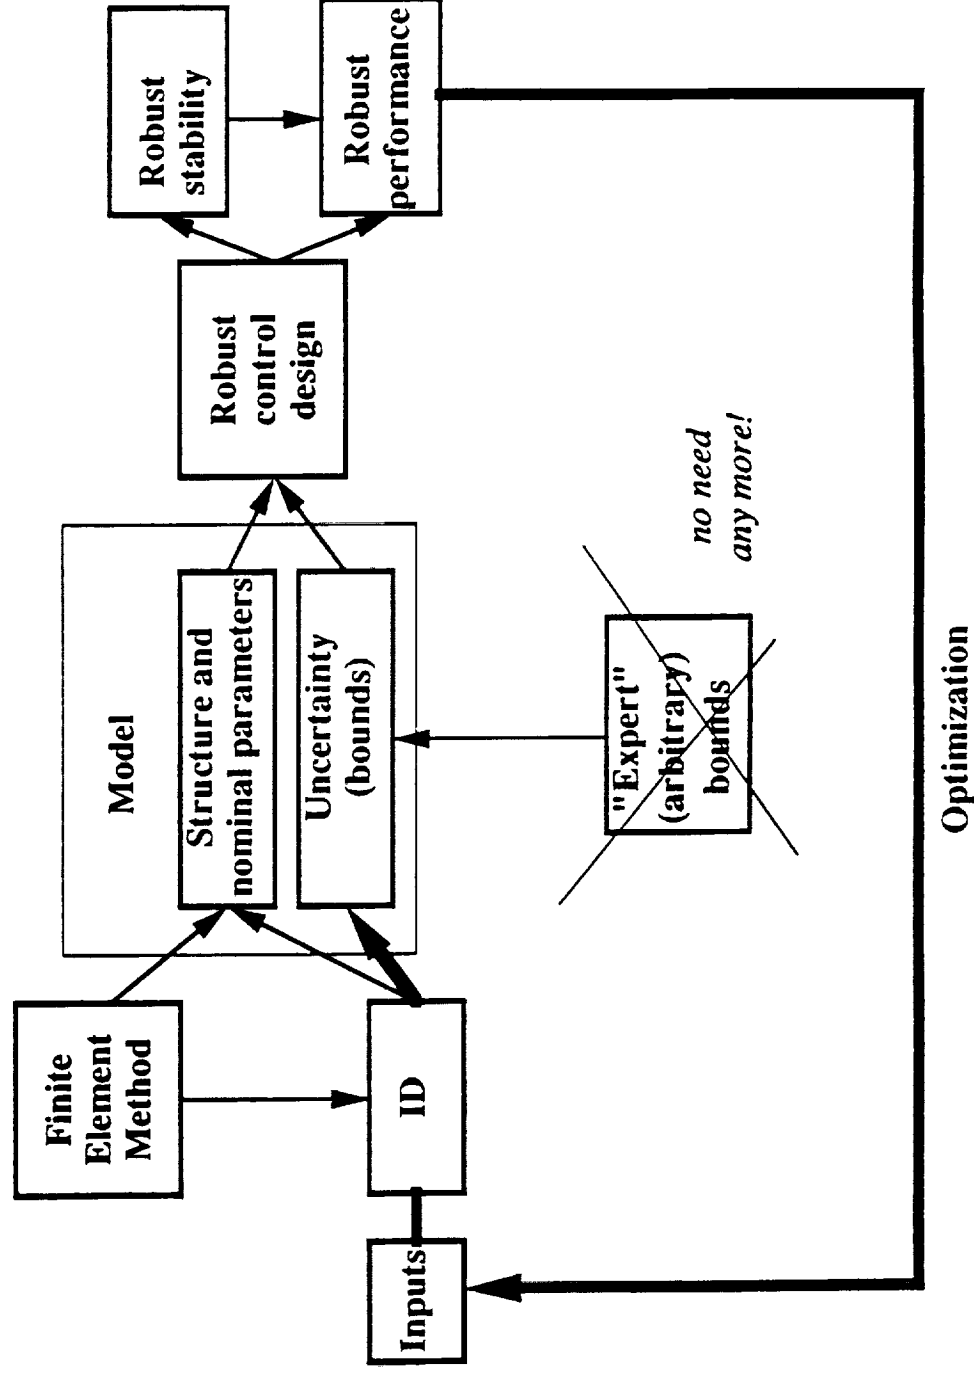 Finite
Element
Method
Inputs
ID
Model
Structure and
nominal parameters
Uncertainty
(bounds)
"Expert"
(arbitrary)
bounds
no need
any more!
Robust
control
design
Robust
stability
Robust
performance
Optimization